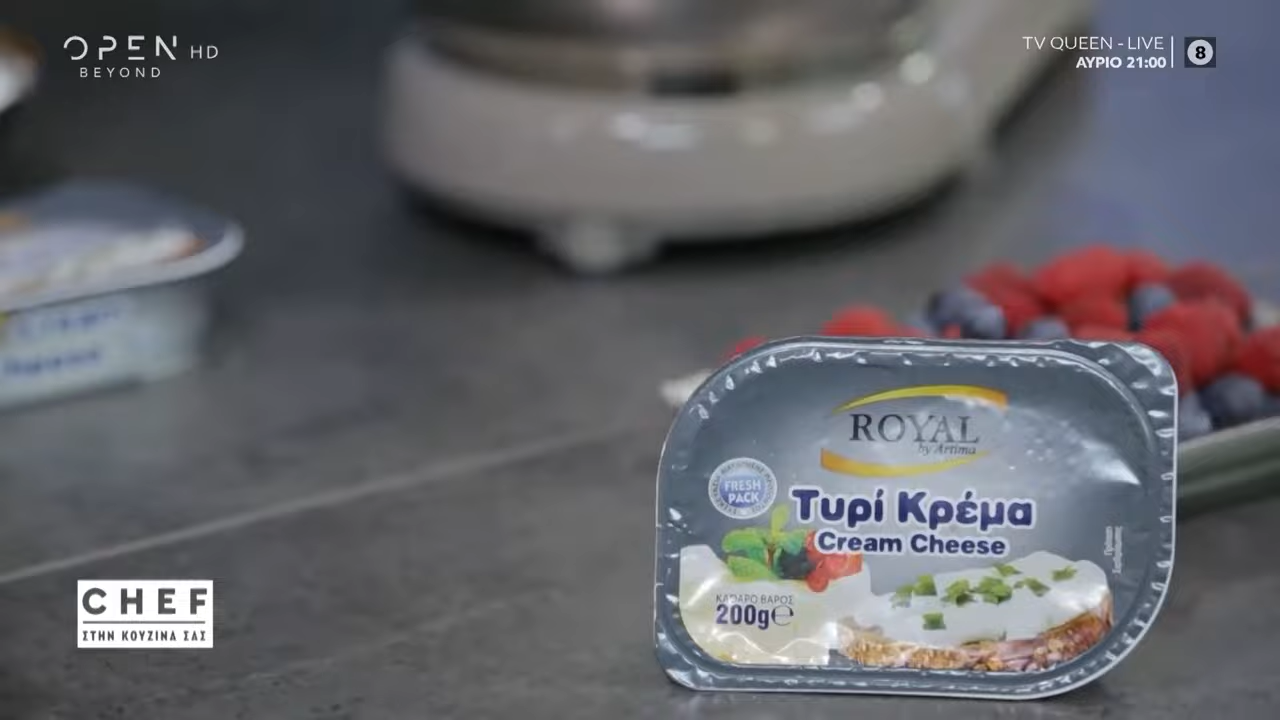 OPEN HD
BEYOND
TV QUEEN - LIVE
ΑΥΡΙΟ 21:00
8
ROYAL
by Artima
FRESH
PACK
Τυρί Κρέμα
Cream Cheese
ΚΑΘΑΡΟ ΒΑΡΟΣ
200g℮
CHEF
ΣΤΗΝ ΚΟΥΖΙΝΑ ΣΑΣ